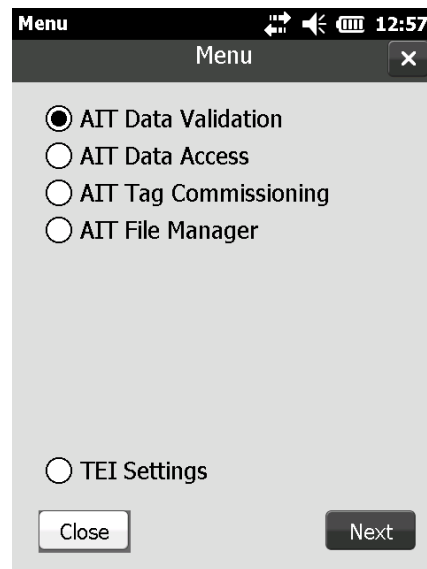 Menu 12:57
Menu
AIT Data Validation
AIT Data Access
AIT Tag Commissioning
AIT File Manager
TEI Settings
Close Next